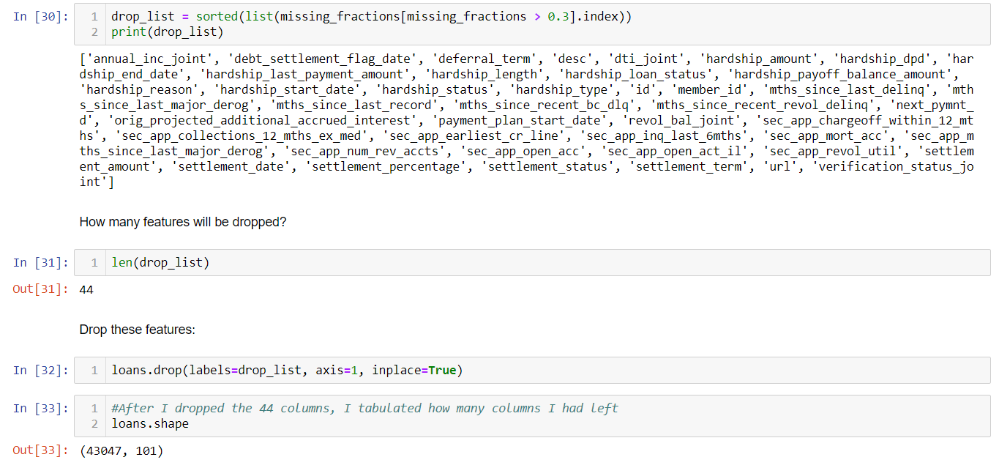 In [30]: 1 drop_list = sorted(list(missing_fractions[missing_fractions > 0.3].index))
2 print(drop_list)
['annual_inc_joint', 'debt_settlement_flag_date', 'deferral_term', 'desc', 'dti_joint', 'hardship_amount', 'hardship_dpd', 'har
dship_end_date', 'hardship_last_payment_amount', 'hardship_length', 'hardship_loan_status', 'hardship_payoff_balance_amount',
'hardship_reason', 'hardship_start_date', 'hardship_status', 'hardship_type', 'id', 'member_id', 'mths_since_last_delinq', 'mth
s_since_last_major_derog', 'mths_since_last_record', 'mths_since_recent_bc_dlq', 'mths_since_recent_revol_delinq', 'next_pymnt_
d', 'orig_projected_additional_accrued_interest', 'payment_plan_start_date', 'revol_bal_joint', 'sec_app_chargeoff_within_12_mt
hs', 'sec_app_collections_12_mths_ex_med', 'sec_app_earliest_cr_line', 'sec_app_inq_last_6mths', 'sec_app_mort_acc', 'sec_app_m
ths_since_last_major_derog', 'sec_app_num_rev_accts', 'sec_app_open_acc', 'sec_app_open_act_il', 'sec_app_revol_util', 'settlem
ent_amount', 'settlement_date', 'settlement_percentage', 'settlement_status', 'settlement_term', 'url', 'verification_status_jo
int']
How many features will be dropped?
In [31]: 1 len(drop_list)
Out[31]: 44
Drop these features:
In [32]: 1 loans.drop(labels=drop_list, axis=1, inplace=True)
In [33]: 1 #After I dropped the 44 columns, I tabulated how many columns I had left
2 loans.shape
Out[33]: (43047, 101)